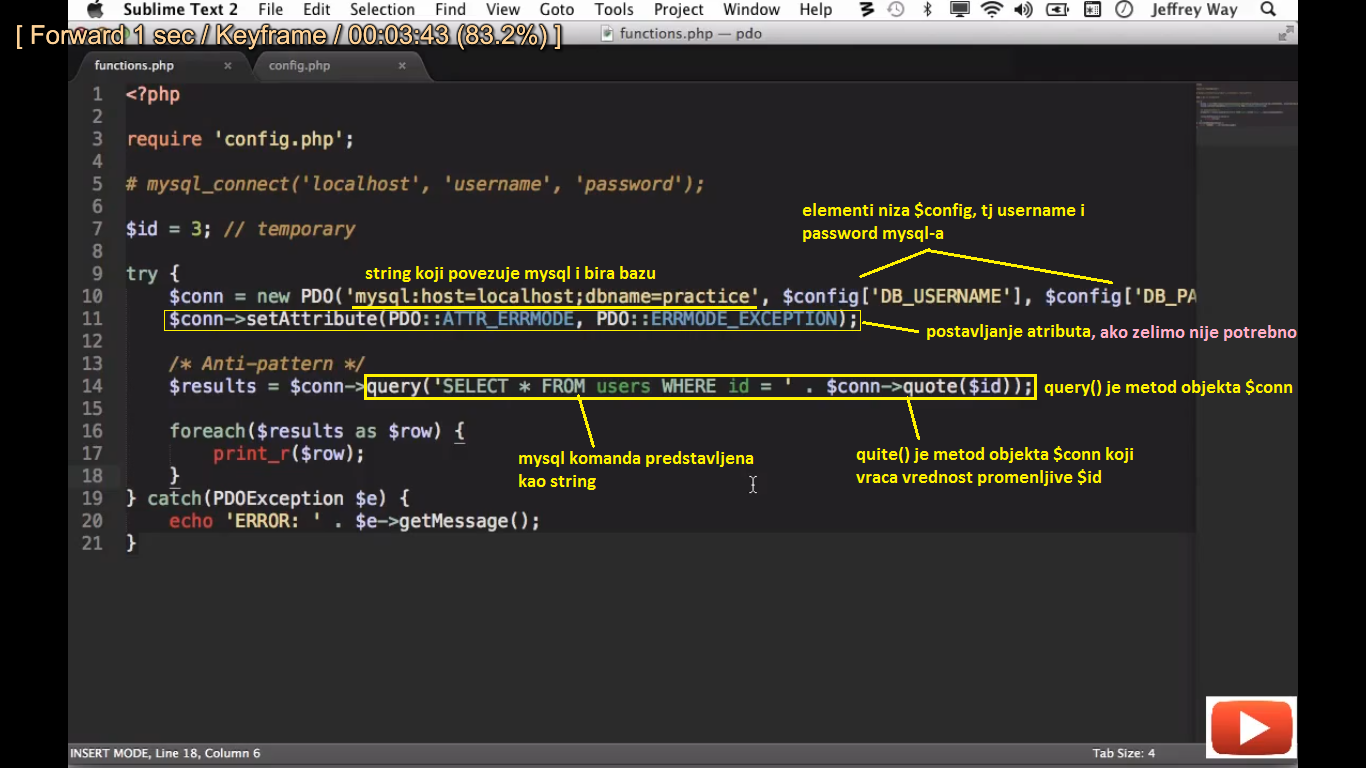 Sublime Text 2 File Edit Selection Find View Goto Tools Project Window Help Jeffrey Way
[ Forward 1 sec / Keyframe / 00:03:43 (83.2%) ]
functions.php — pdo
functions.php × config.php ×
1 <?php
2
3 require 'config.php';
4
5 # mysql_connect('localhost', 'username', 'password');
6
elementi niza $config, tj username i
password mysql-a
7 $id = 3; // temporary
8
9 try {
string koji povezuje mysql i bira bazu
10 $conn = new PDO('mysql:host=localhost;dbname=practice', $config['DB_USERNAME'], $config['DB_PA
11 $conn->setAttribute(PDO::ATTR_ERRMODE, PDO::ERRMODE_EXCEPTION);
postavljanje atributa, ako zelimo nije potrebno
12
13 /* Anti-pattern */
14 $results = $conn->query('SELECT * FROM users WHERE id = ' . $conn->quote($id));
query() je metod objekta $conn
15
16 foreach($results as $row) {
17 print_r($row);
mysql komanda predstavljena
kao string
quite() je metod objekta $conn koji
vraca vrednost promenljive $id
18 }
19 } catch(PDOException $e) {
20 echo 'ERROR: ' . $e->getMessage();
21 }
INSERT MODE, Line 18, Column 6
Tab Size: 4